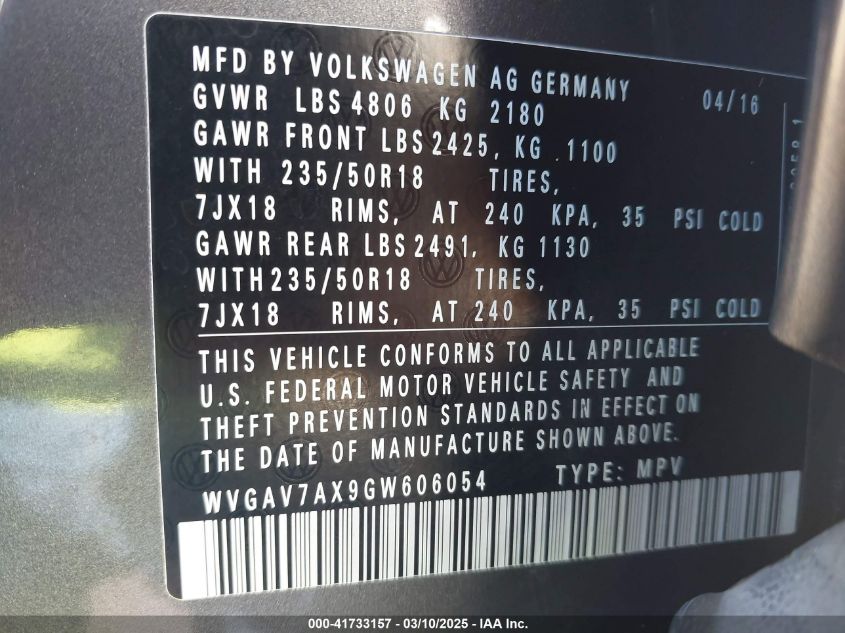 MFD BY VOLKSWAGEN AG GERMANY 04/16
GVWR LBS 4806 KG 2180
GAWR FRONT LBS 2425, KG .1100
WITH 235/50R18 TIRES,
7JX18 RIMS, AT 240 KPA, 35 PSI COLD
GAWR REAR LBS 2491, KG 1130
WITH 235/50R18 TIRES,
7JX18 RIMS, AT 240 KPA, 35 PSI COLD
THIS VEHICLE CONFORMS TO ALL APPLICABLE
U.S. FEDERAL MOTOR VEHICLE SAFETY AND
THEFT PREVENTION STANDARDS IN EFFECT ON
THE DATE OF MANUFACTURE SHOWN ABOVE.
WVGAV7AX9GW606054 TYPE: MPV
000-41733157 - 03/10/2025 - IAA Inc.